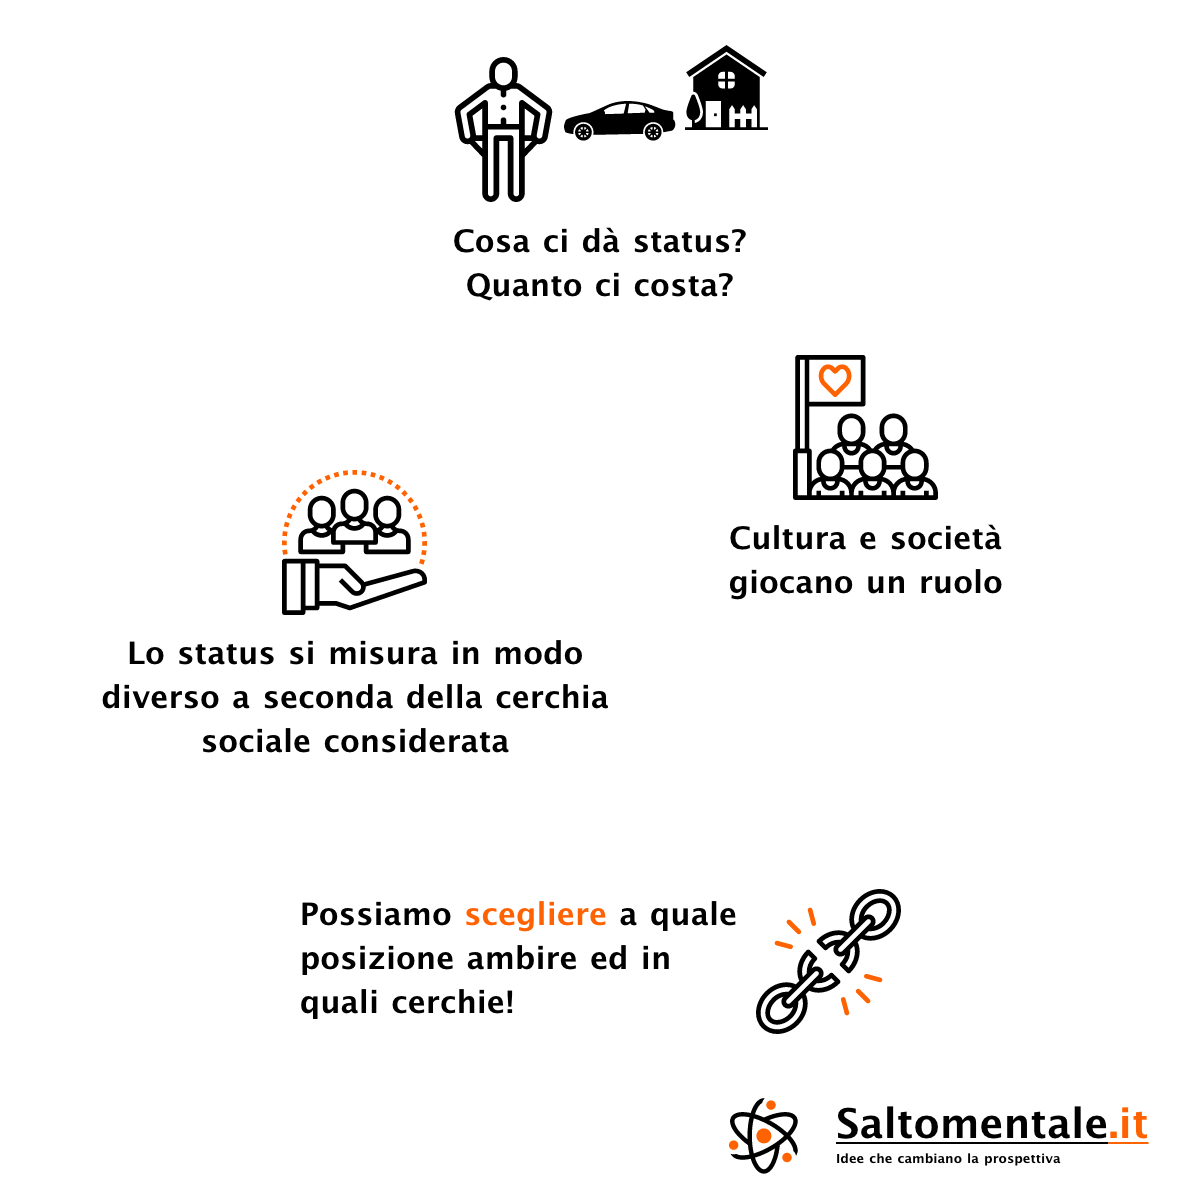 Cosa ci dà status?
Quanto ci costa?
Cultura e società
giocano un ruolo
Lo status si misura in modo
diverso a seconda della cerchia
sociale considerata
Possiamo scegliere a quale
posizione ambire ed in
quali cerchie!
Saltomentale.it
Idee che cambiano la prospettiva